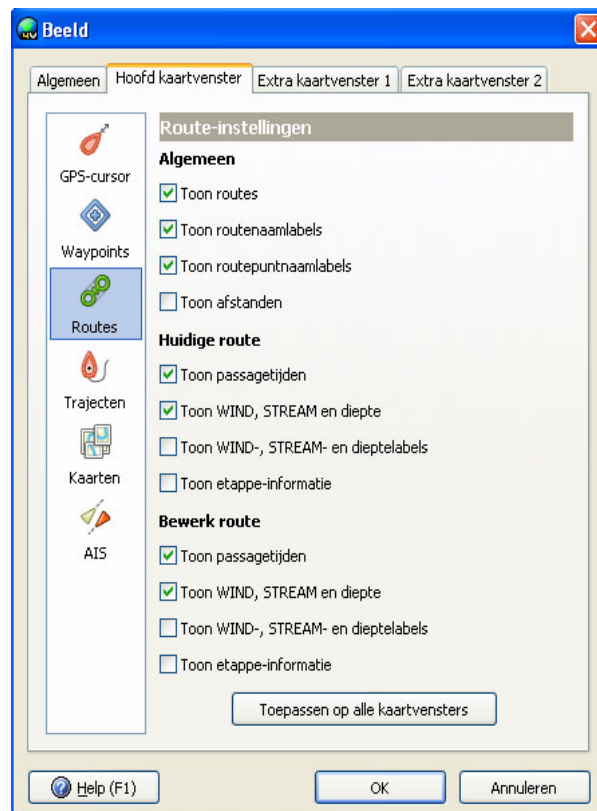 Beeld
Algemeen
Hoofd kaartvenster
Extra kaartvenster 1
Extra kaartvenster 2
GPS-cursor
Waypoints
Routes
Trajecten
Kaarten
AIS
Route-instellingen
Algemeen
Toon routes
Toon routenaamlabels
Toon routepuntnaamlabels
Toon afstanden
Huidige route
Toon passagetijden
Toon WIND, STREAM en diepte
Toon WIND-, STREAM- en dieptelabels
Toon etappe-informatie
Bewerk route
Toon passagetijden
Toon WIND, STREAM en diepte
Toon WIND-, STREAM- en dieptelabels
Toon etappe-informatie
Toepassen op alle kaartvensters
Help (F1)
OK
Annuleren